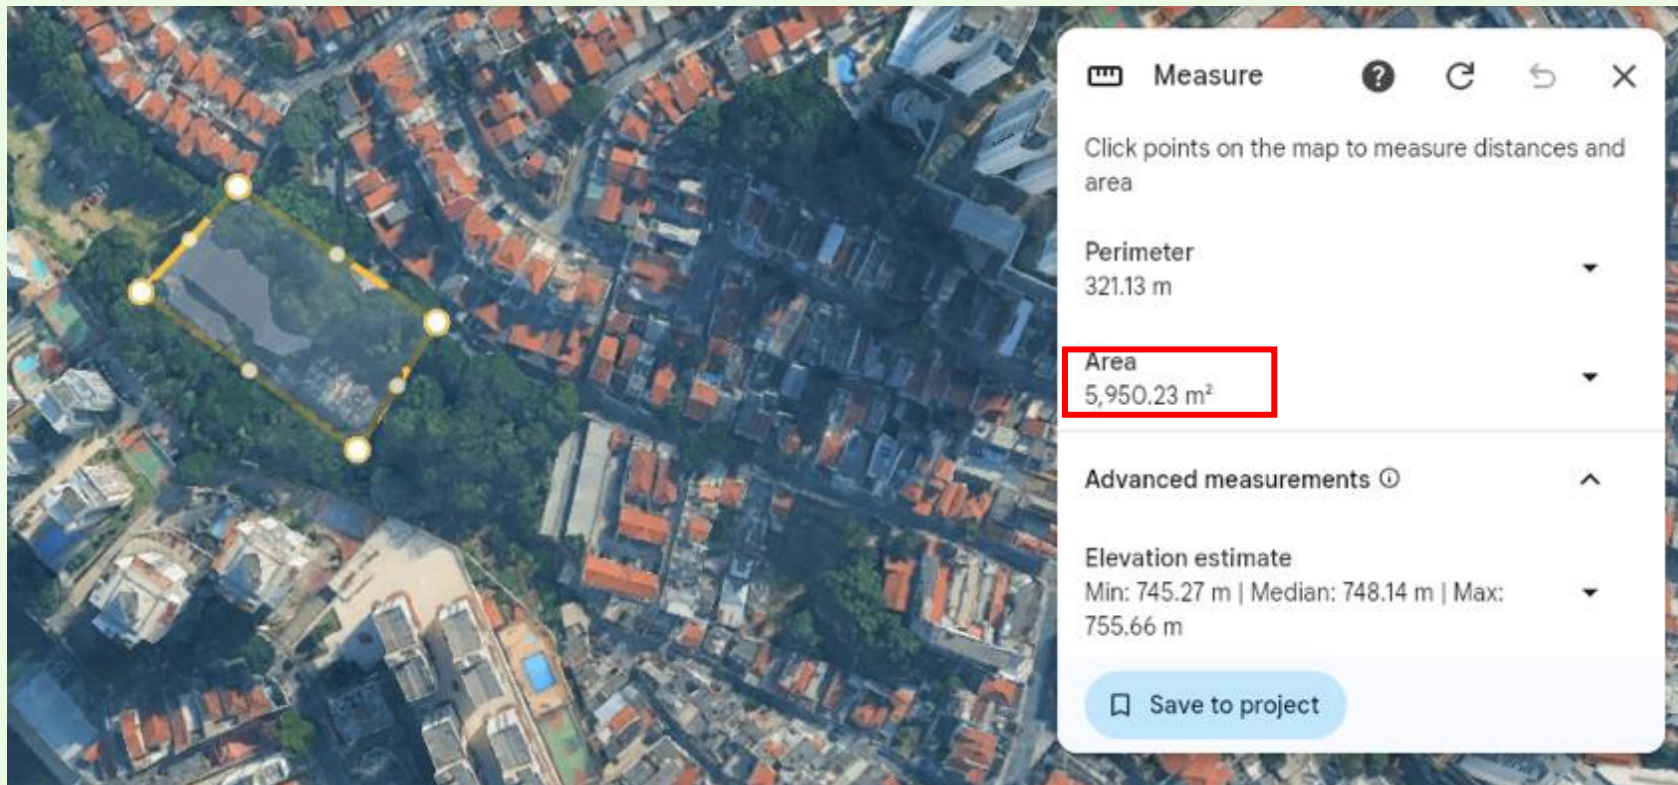 Measure
Click points on the map to measure distances and
area
Perimeter
321.13 m
Area
5,950.23 m²
Advanced measurements
Elevation estimate
Min: 745.27 m | Median: 748.14 m | Max:
755.66 m
Save to project